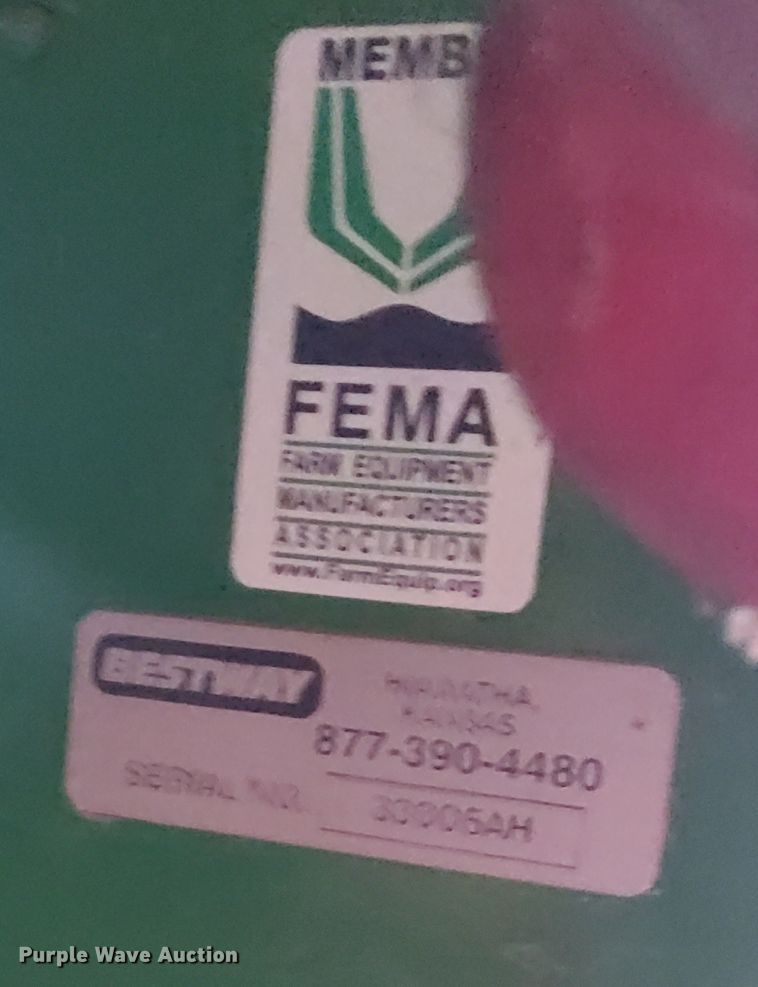 MEMB
FEMA
FARM EQUIPMENT
MANUFACTURERS
ASSOCIATION
www.FarmEquip.org
BESTWAY
HIAWATHA,
KANSAS
877-390-4480
SERIAL NO.
Purple Wave Auction